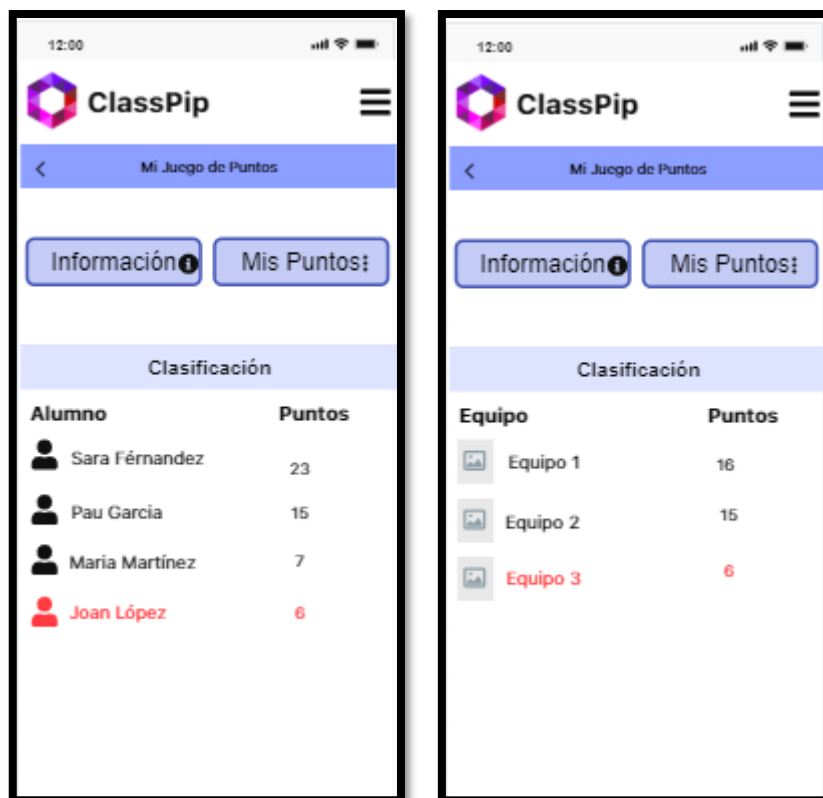 12:00
ClassPip
Mi Juego de Puntos
Información
Mis Puntos
Clasificación
Alumno Puntos
Sara Férnandez 23
Pau Garcia 15
Maria Martínez 7
Joan López 6
12:00
ClassPip
Mi Juego de Puntos
Información
Mis Puntos
Clasificación
Equipo Puntos
Equipo 1 16
Equipo 2 15
Equipo 3 6